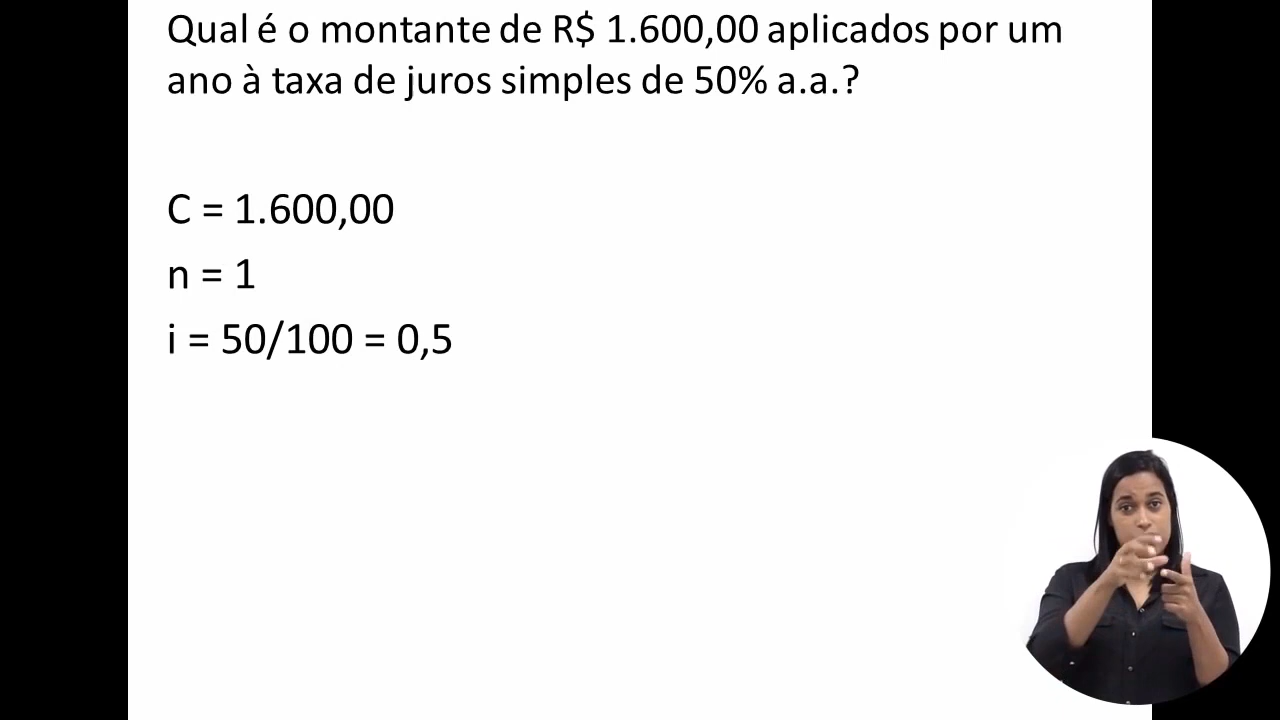 Qual é o montante de R$ 1.600,00 aplicados por um
ano à taxa de juros simples de 50% a.a.?
C = 1.600,00
n = 1
i = 50/100 = 0,5